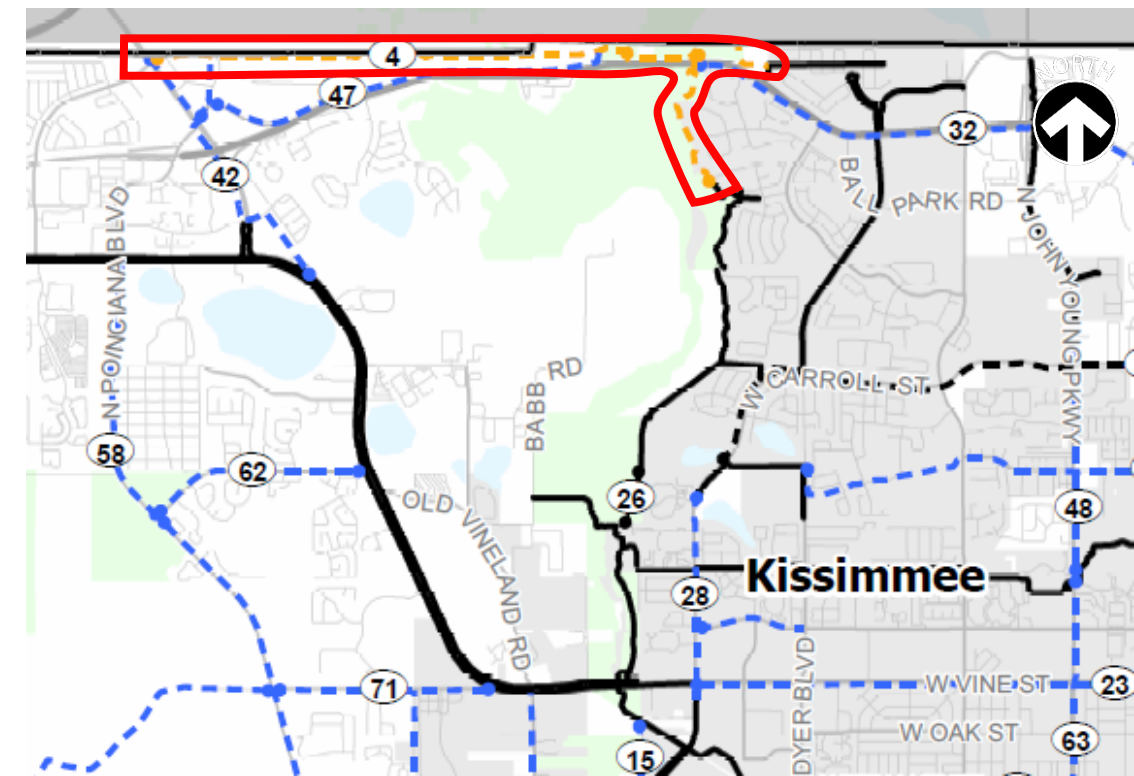 4
NORTH
47
32
42
BALL PARK RD
N JOHN YOUNG PKWY
N POINCIANA BLVD
BABB RD
W CARROLL ST
58
62
OLD VINELAND RD
26
48
Kissimmee
28
71
W VINE ST
23
DYER BLVD
W OAK ST
63
15